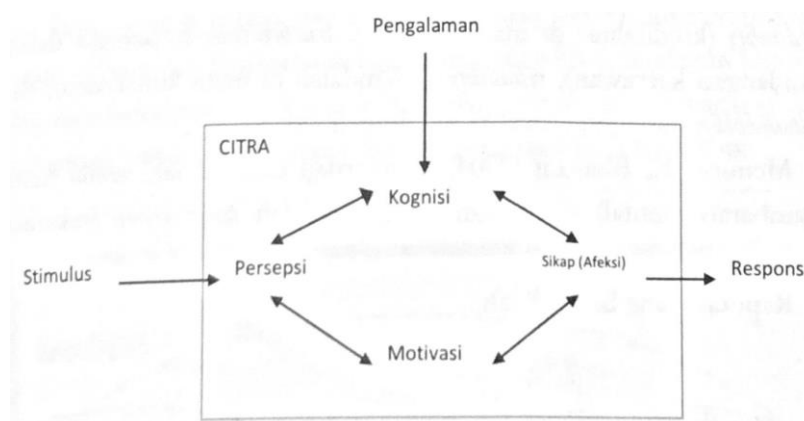 Pengalaman
CITRA
Kognisi
Stimulus
Persepsi
Sikap (Afeksi)
Respons
Motivasi